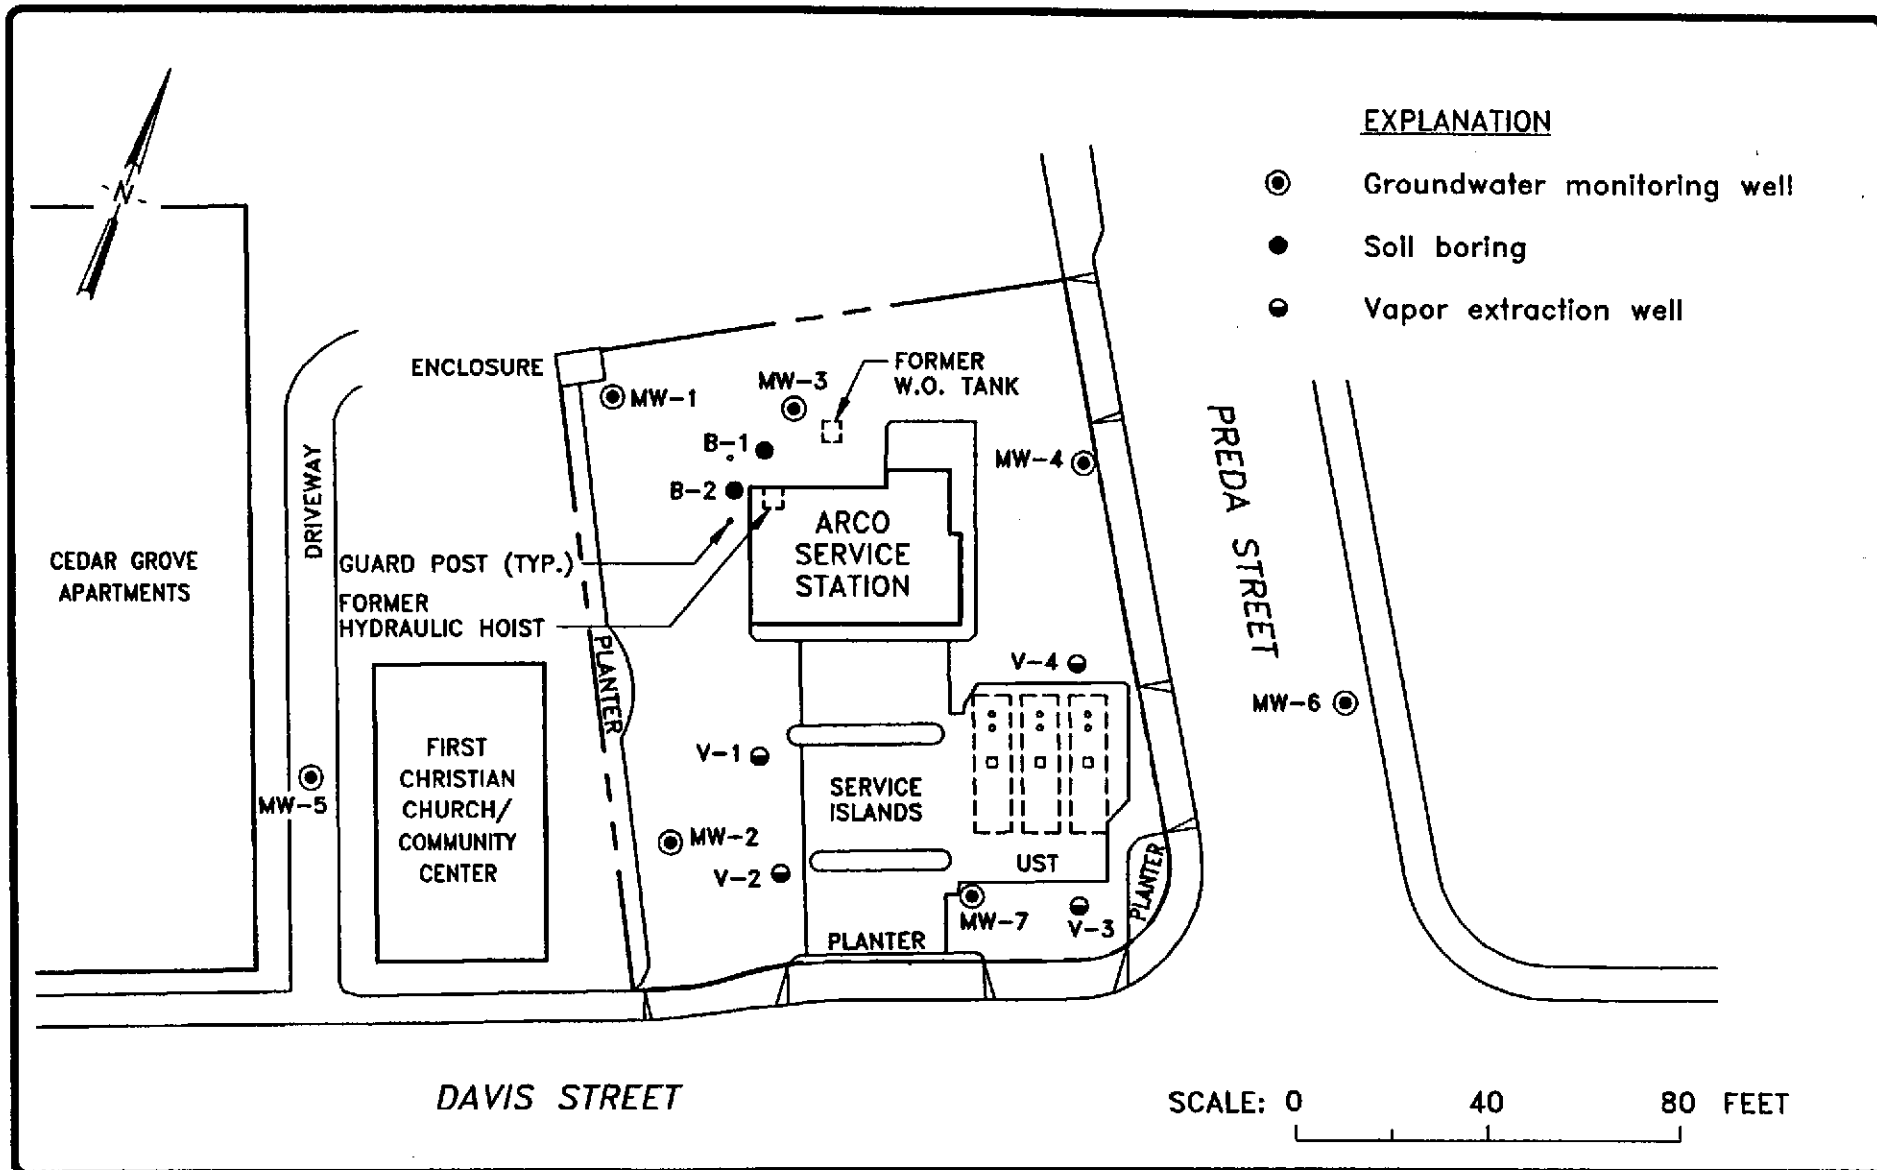 EXPLANATION
Groundwater monitoring well
Soil boring
Vapor extraction well
N
ENCLOSURE
MW-1
MW-3
FORMER
W.O. TANK
B-1
B-2
MW-4
DRIVEWAY
ARCO
SERVICE
STATION
PREDA STREET
CEDAR GROVE
APARTMENTS
GUARD POST (TYP.)
FORMER
HYDRAULIC HOIST
PLANTER
V-4
MW-6
FIRST
CHRISTIAN
CHURCH/
COMMUNITY
CENTER
V-1
SERVICE
ISLANDS
MW-5
MW-2
V-2
UST
PLANTER
MW-7
V-3
PLANTER
DAVIS STREET
SCALE: 0 40 80 FEET